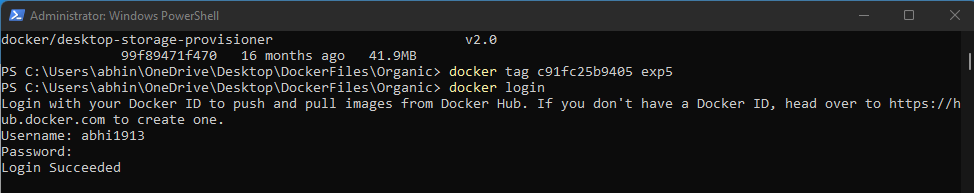 Administrator: Windows PowerShell
docker/desktop-storage-provisioner v2.0
99f89471f470 16 months ago 41.9MB
PS C:\Users\abhin\OneDrive\Desktop\DockerFiles\Organic> docker tag c91fc25b9405 exp5
PS C:\Users\abhin\OneDrive\Desktop\DockerFiles\Organic> docker login
Login with your Docker ID to push and pull images from Docker Hub. If you don't have a Docker ID, head over to https://h
ub.docker.com to create one.
Username: abhi1913
Password:
Login Succeeded